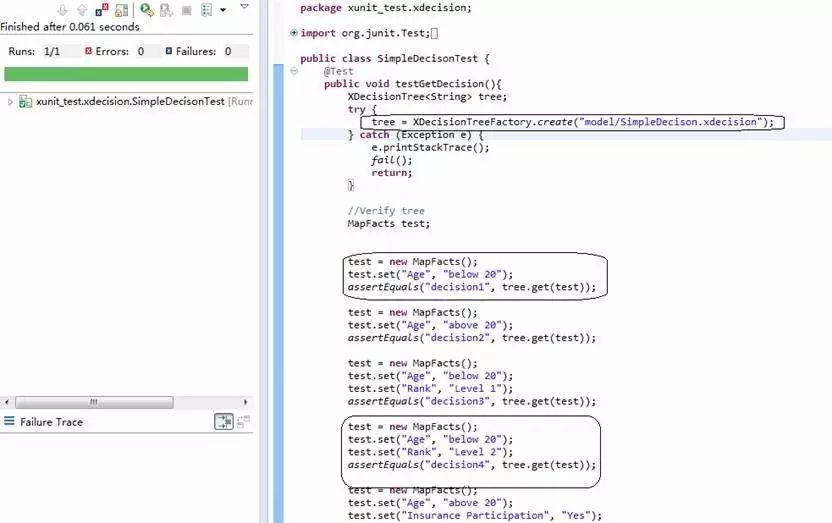 Finished after 0.061 seconds
Runs: 1/1 Errors: 0 Failures: 0
xunit_test.xdecision.SimpleDecisonTest [Runn
Failure Trace
package xunit_test.xdecision;
import org.junit.Test;
public class SimpleDecisonTest {
@Test
public void testGetDecision(){
XDecisionTree<String> tree;
try {
tree = XDecisionTreeFactory.create("model/SimpleDecison.xdecision");
} catch (Exception e) {
e.printStackTrace();
fail();
return;
}
//Verify tree
MapFacts test;
test = new MapFacts();
test.set("Age", "below 20");
assertEquals("decision1", tree.get(test));
test = new MapFacts();
test.set("Age", "above 20");
assertEquals("decision2", tree.get(test));
test = new MapFacts();
test.set("Age", "below 20");
test.set("Rank", "Level 1");
assertEquals("decision3", tree.get(test));
test = new MapFacts();
test.set("Age", "below 20");
test.set("Rank", "Level 2");
assertEquals("decision4", tree.get(test));
test = new MapFacts();
test.set("Age", "above 20");
test.set("Insurance Participation", "Yes");